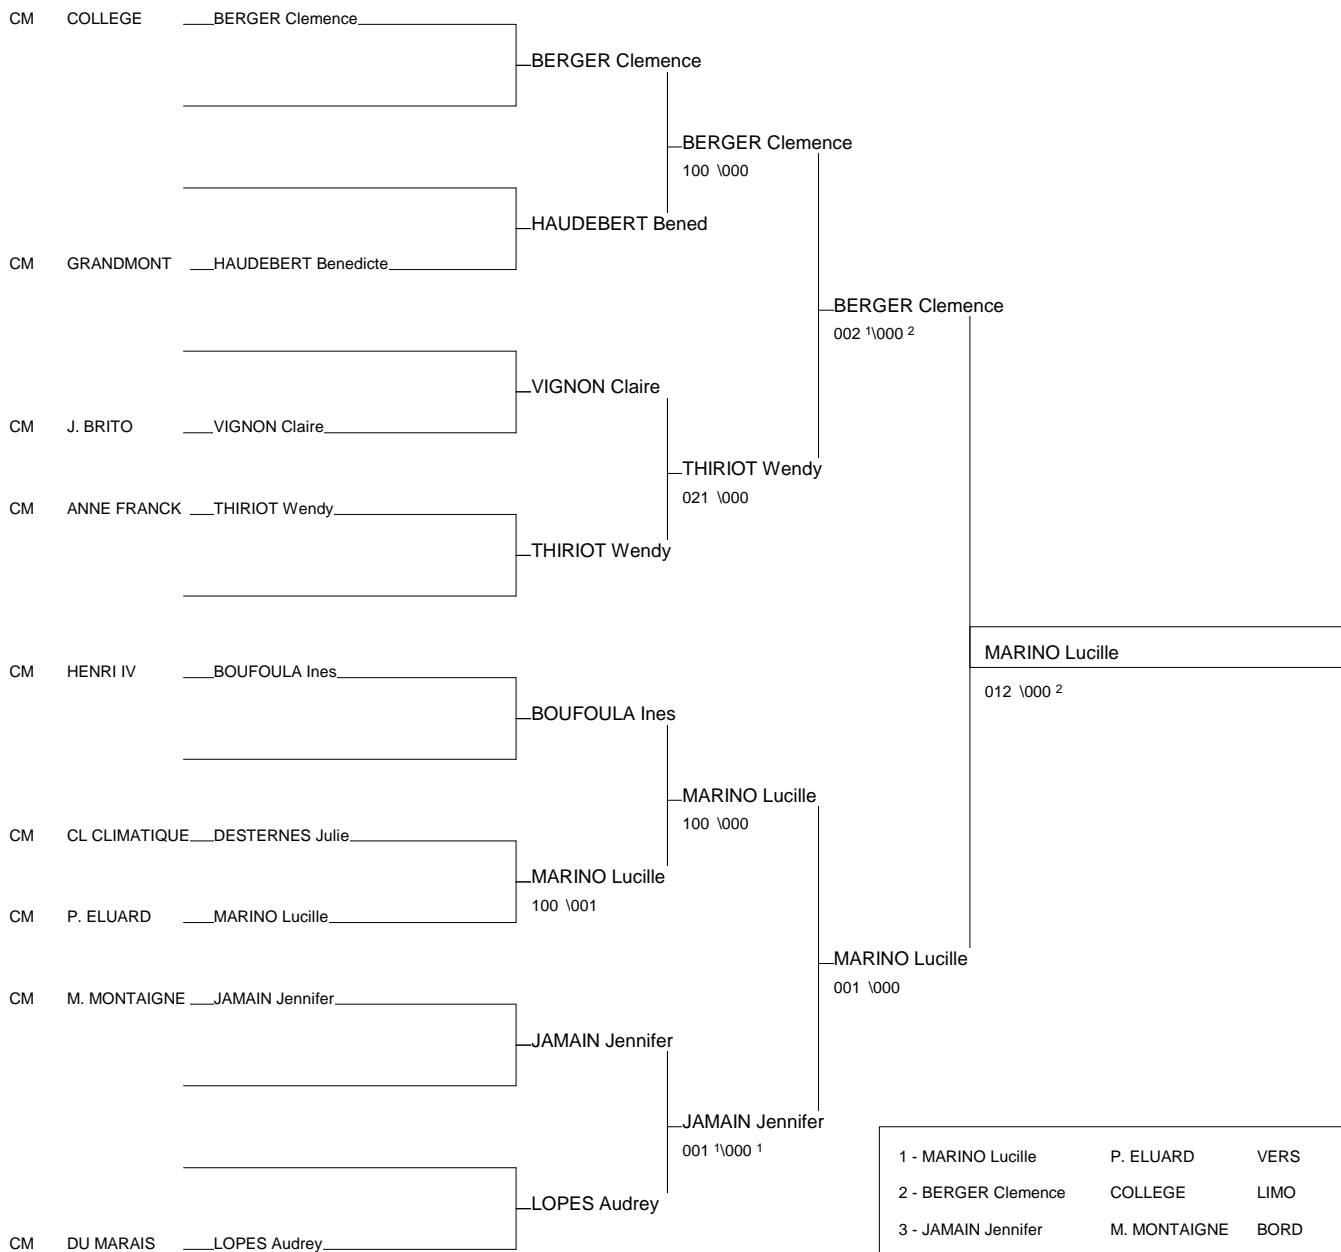 CM COLLEGE BERGER Clemence
BERGER Clemence
BERGER Clemence
100 \000
HAUDEBERT Bened
CM GRANDMONT HAUDEBERT Benedicte
BERGER Clemence
002 1\000 2
VIGNON Claire
CM J. BRITO VIGNON Claire
THIRIOT Wendy
021 \000
CM ANNE FRANCK THIRIOT Wendy
THIRIOT Wendy
MARINO Lucille
012 \000 2
CM HENRI IV BOUFOULA Ines
BOUFOULA Ines
MARINO Lucille
100 \000
CM CL CLIMATIQUE DESTERNES Julie
MARINO Lucille
100 \001
CM P. ELUARD MARINO Lucille
MARINO Lucille
001 \000
CM M. MONTAIGNE JAMAIN Jennifer
JAMAIN Jennifer
JAMAIN Jennifer
001 1\000 1
LOPES Audrey
CM DU MARAIS LOPES Audrey
1 - MARINO Lucille P. ELUARD VERS
2 - BERGER Clemence COLLEGE LIMO
3 - JAMAIN Jennifer M. MONTAIGNE BORD